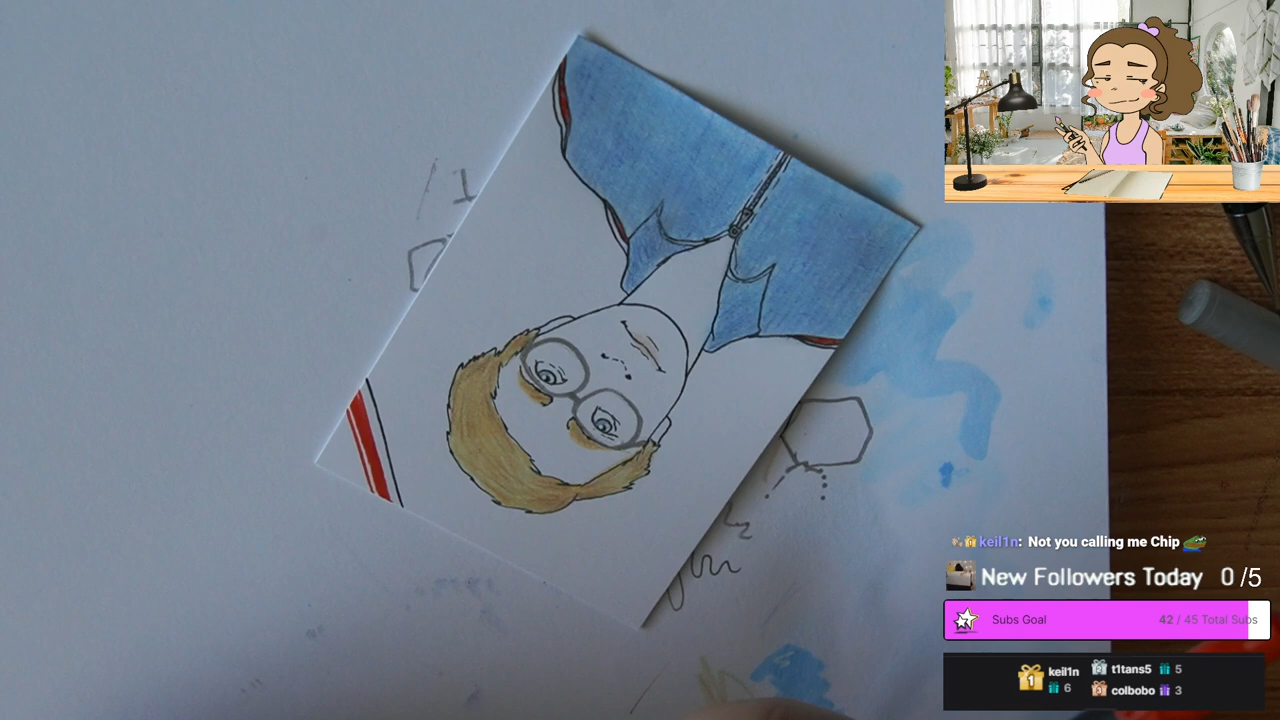 keil1n: Not you calling me Chip
New Followers Today 0 /5
Subs Goal 42 / 45 Total Subs
1 keil1n 6
t1tans5 5
colbobo 3